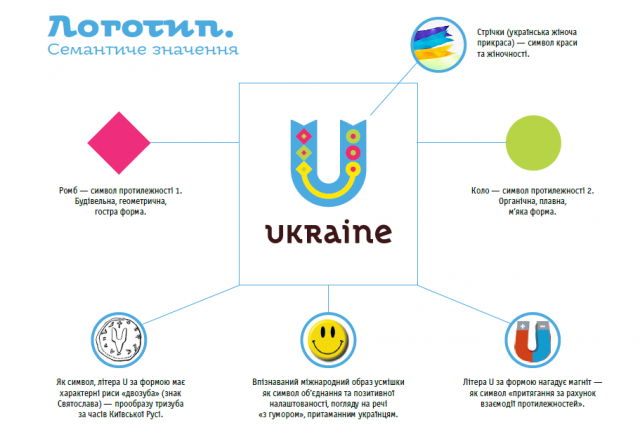 Логотип.
Семантиче значення
Стрічки (українська жіноча
прикраса) — символ краси
та жіночності.
Ромб — символ протилежності 1.
Будівельна, геометрична,
гостра форма.
Коло — символ протилежності 2.
Органічна, плавна,
м'яка форма.
UKRaine
Як символ, літера U за формою має
характерні риси «двозуба» (знак
Святослава) — прообразу тризуба
за часів Київської Русі.
Впізнаваний міжнародний образ усмішки
як символ об'єднання та позитивної
налаштованості, погляду на речі
«з гумором», притаманним українцям.
Літера U за формою нагадує магніт —
як символ «притягання за рахунок
взаємодії протилежностей».